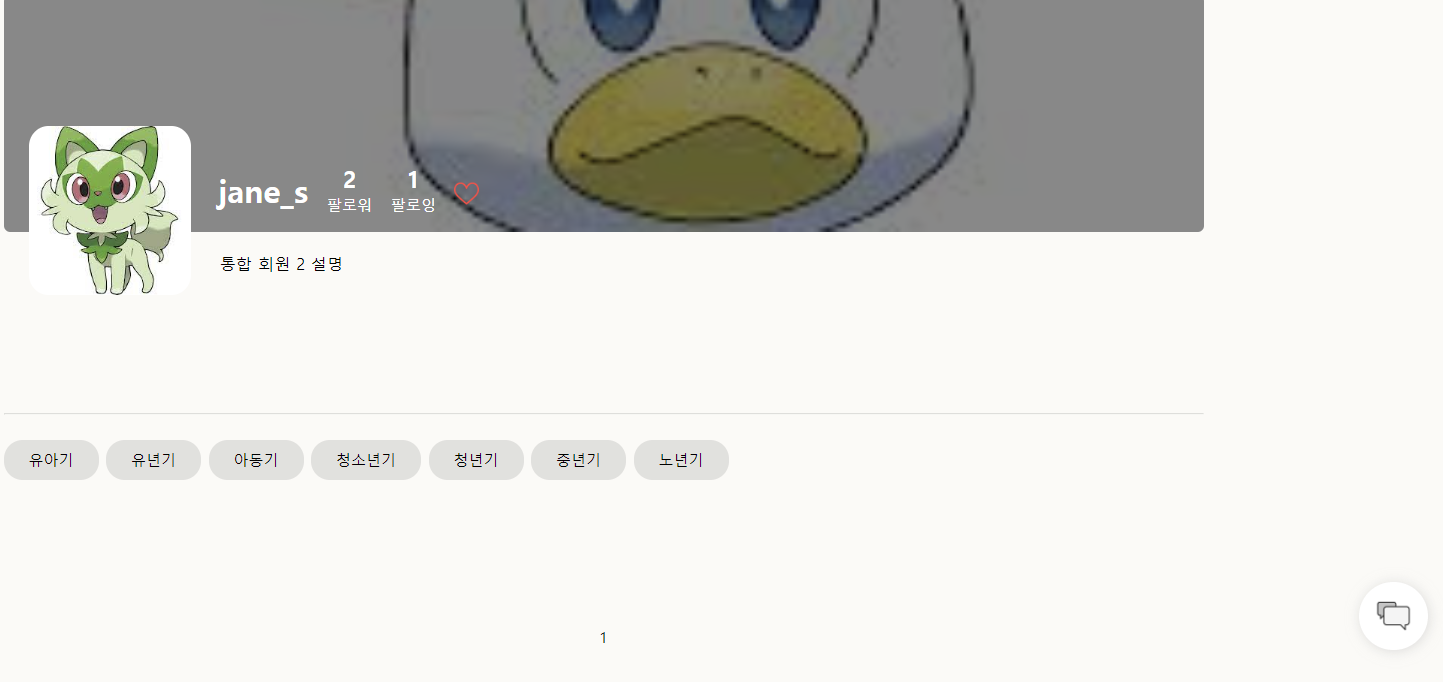 jane_s
2
팔로워
1
팔로잉
통합 회원 2 설명
유아기
유년기
아동기
청소년기
청년기
중년기
노년기
1